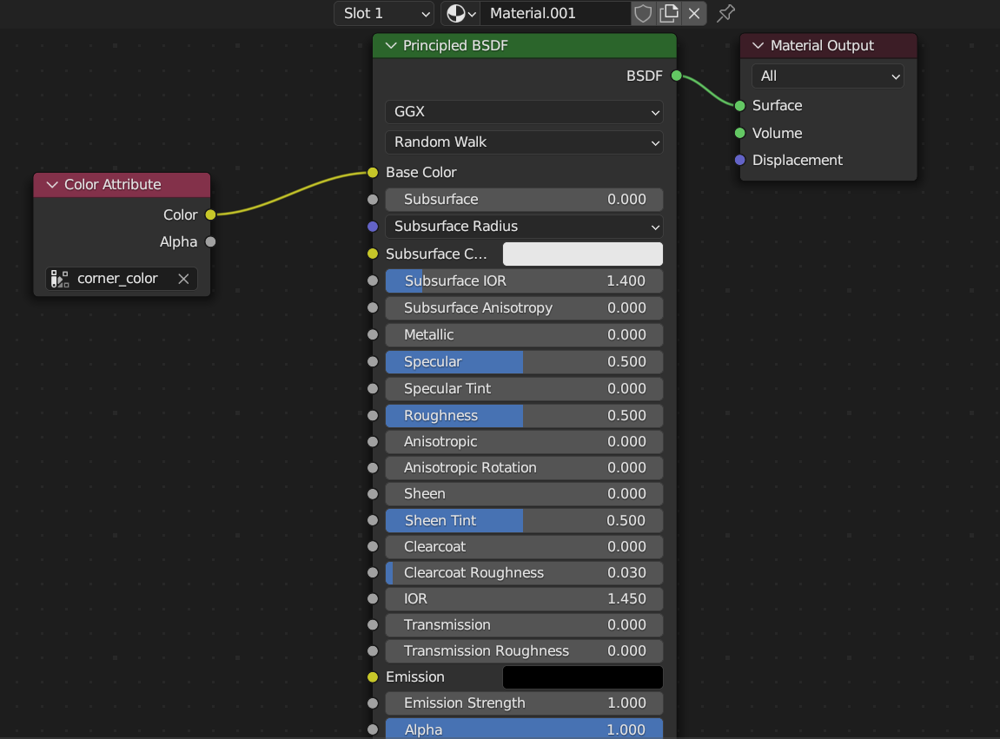 Slot 1
Material.001
Principled BSDF
BSDF
GGX
Random Walk
Base Color
Subsurface 0.000
Subsurface Radius
Subsurface C...
Subsurface IOR 1.400
Subsurface Anisotropy 0.000
Metallic 0.000
Specular 0.500
Specular Tint 0.000
Roughness 0.500
Anisotropic 0.000
Anisotropic Rotation 0.000
Sheen 0.000
Sheen Tint 0.500
Clearcoat 0.000
Clearcoat Roughness 0.030
IOR 1.450
Transmission 0.000
Transmission Roughness 0.000
Emission
Emission Strength 1.000
Alpha 1.000
Color Attribute
Color
Alpha
corner_color
Material Output
All
Surface
Volume
Displacement